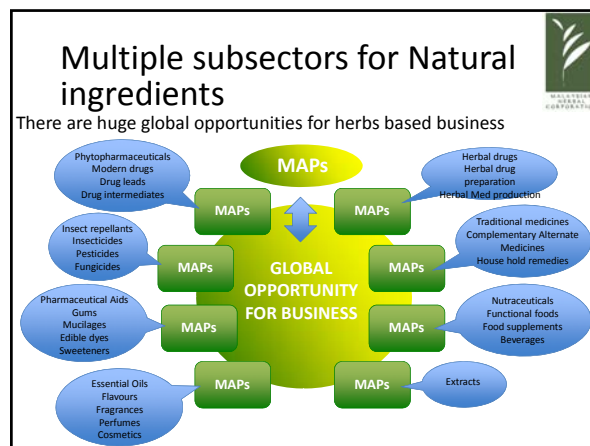 Multiple subsectors for Natural
ingredients
MALAYSIAN
HERBAL
CORPORATION
There are huge global opportunities for herbs based business
MAPs
Phytopharmaceuticals
Modern drugs
Drug leads
Drug intermediates
MAPs
MAPs
Herbal drugs
Herbal drug
preparation
Herbal Med production
Insect repellants
Insecticides
Pesticides
Fungicides
MAPs
GLOBAL
OPPORTUNITY
FOR BUSINESS
MAPs
Traditional medicines
Complementary Alternate
Medicines
House hold remedies
Pharmaceutical Aids
Gums
Mucilages
Edible dyes
Sweeteners
MAPs
MAPs
Nutraceuticals
Functional foods
Food supplements
Beverages
Essential Oils
Flavours
Fragrances
Perfumes
Cosmetics
MAPs
MAPs
Extracts